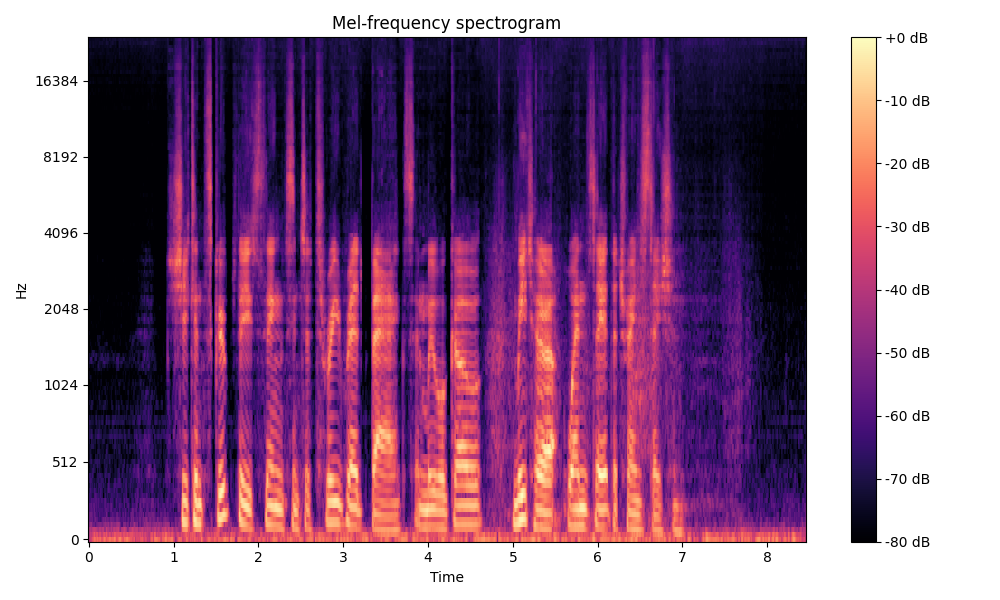 Mel-frequency spectrogram
Hz
16384
8192
4096
2048
1024
512
0
0 1 2 3 4 5 6 7 8
Time
+0 dB
-10 dB
-20 dB
-30 dB
-40 dB
-50 dB
-60 dB
-70 dB
-80 dB